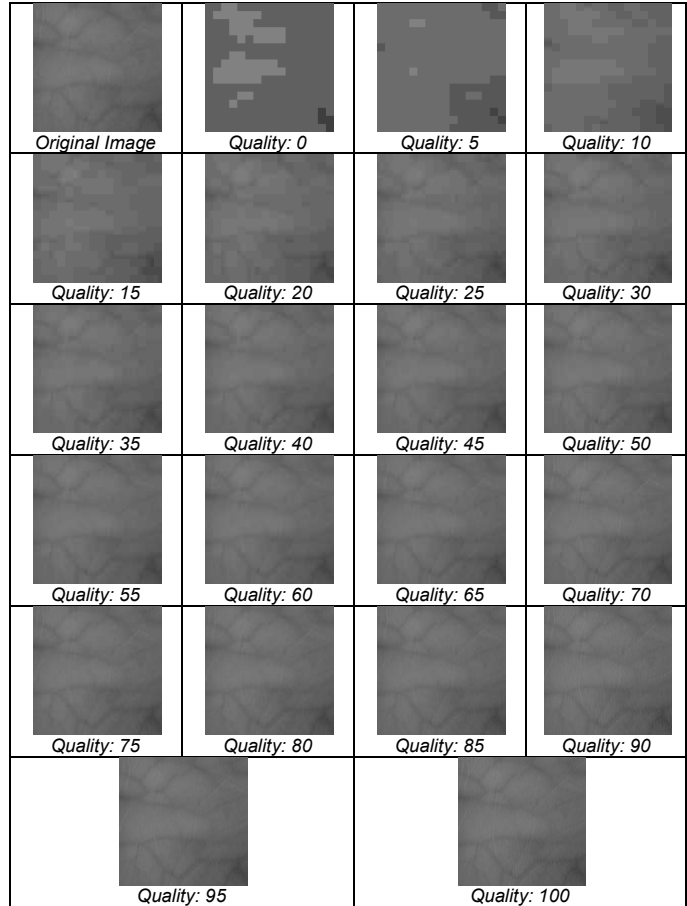 Original Image
Quality: 0
Quality: 5
Quality: 10
Quality: 15
Quality: 20
Quality: 25
Quality: 30
Quality: 35
Quality: 40
Quality: 45
Quality: 50
Quality: 55
Quality: 60
Quality: 65
Quality: 70
Quality: 75
Quality: 80
Quality: 85
Quality: 90
Quality: 95
Quality: 100